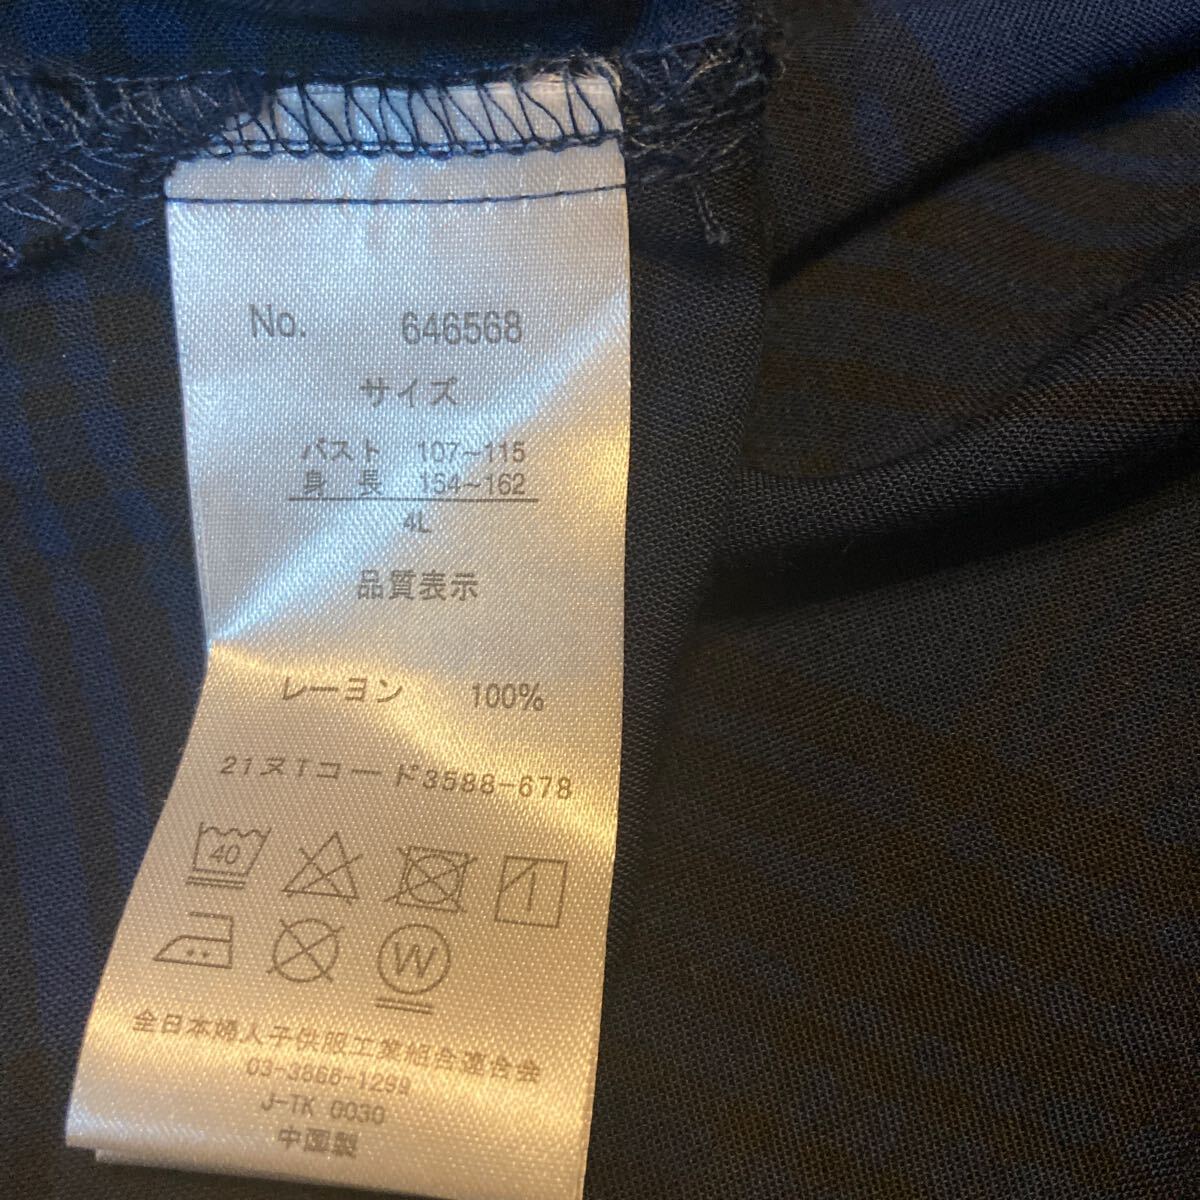 No. 646568
サイズ
バスト 107~115
身長 154~162
4L
品質表示
レーヨン 100%
21ヌTコード3588-678
40
W
全日本婦人子供服工業組合連合会
03-3866-1299
J-TK 0030
中国製